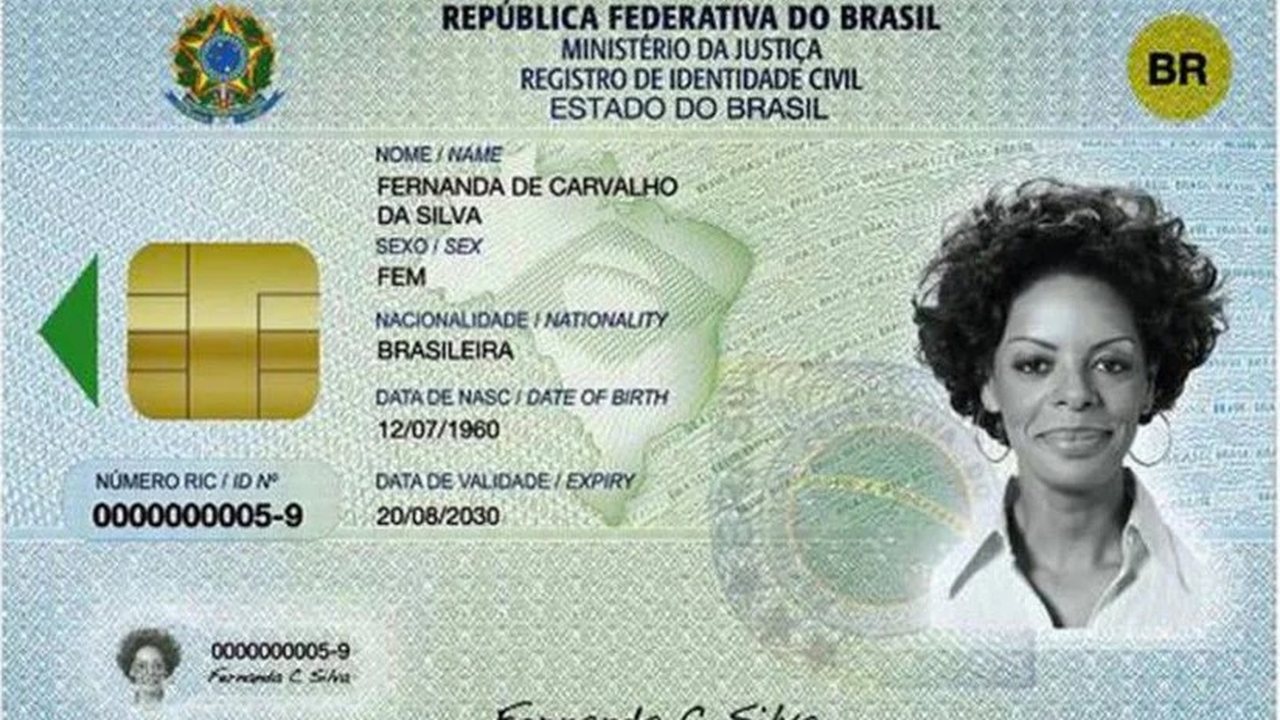 REPÚBLICA FEDERATIVA DO BRASIL
MINISTÉRIO DA JUSTIÇA
REGISTRO DE IDENTIDADE CIVIL
ESTADO DO BRASIL
BR
NOME / NAME
FERNANDA DE CARVALHO
DA SILVA
SEXO / SEX
FEM
NACIONALIDADE / NATIONALITY
BRASILEIRA
DATA DE NASC / DATE OF BIRTH
12/07/1960
NÚMERO RIC / ID Nº
0000000005-9
DATA DE VALIDADE / EXPIRY
20/08/2030
0000000005-9
Fernanda C Silva
Fernanda C Silva